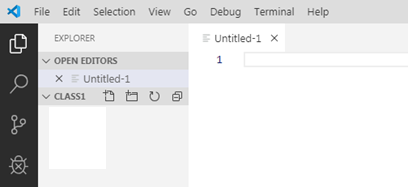 File Edit Selection View Go Debug Terminal Help
EXPLORER
OPEN EDITORS
Untitled-1
CLASS1
Untitled-1
1